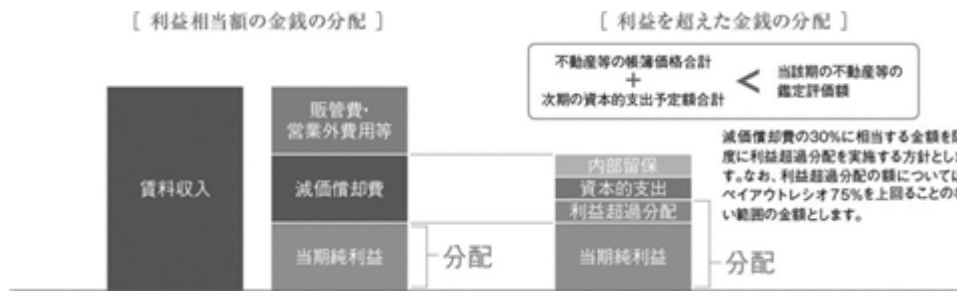 ［ 利益相当額の金銭の分配 ］
賃料収入
販管費・
営業外費用等
減価償却費
当期純利益
分配
［ 利益を超えた金銭の分配 ］
不動産等の帳簿価格合計
+
次期の資本的支出予定額合計
<
当該期の不動産等の
鑑定評価額
内部留保
資本的支出
利益超過分配
当期純利益
分配
減価償却費の30％に相当する金額を限
度に利益超過分配を実施する方針とし
す。なお、利益超過分配の額については
ペイアウトレシオ75％を上回ることの
い範囲の金額とします。